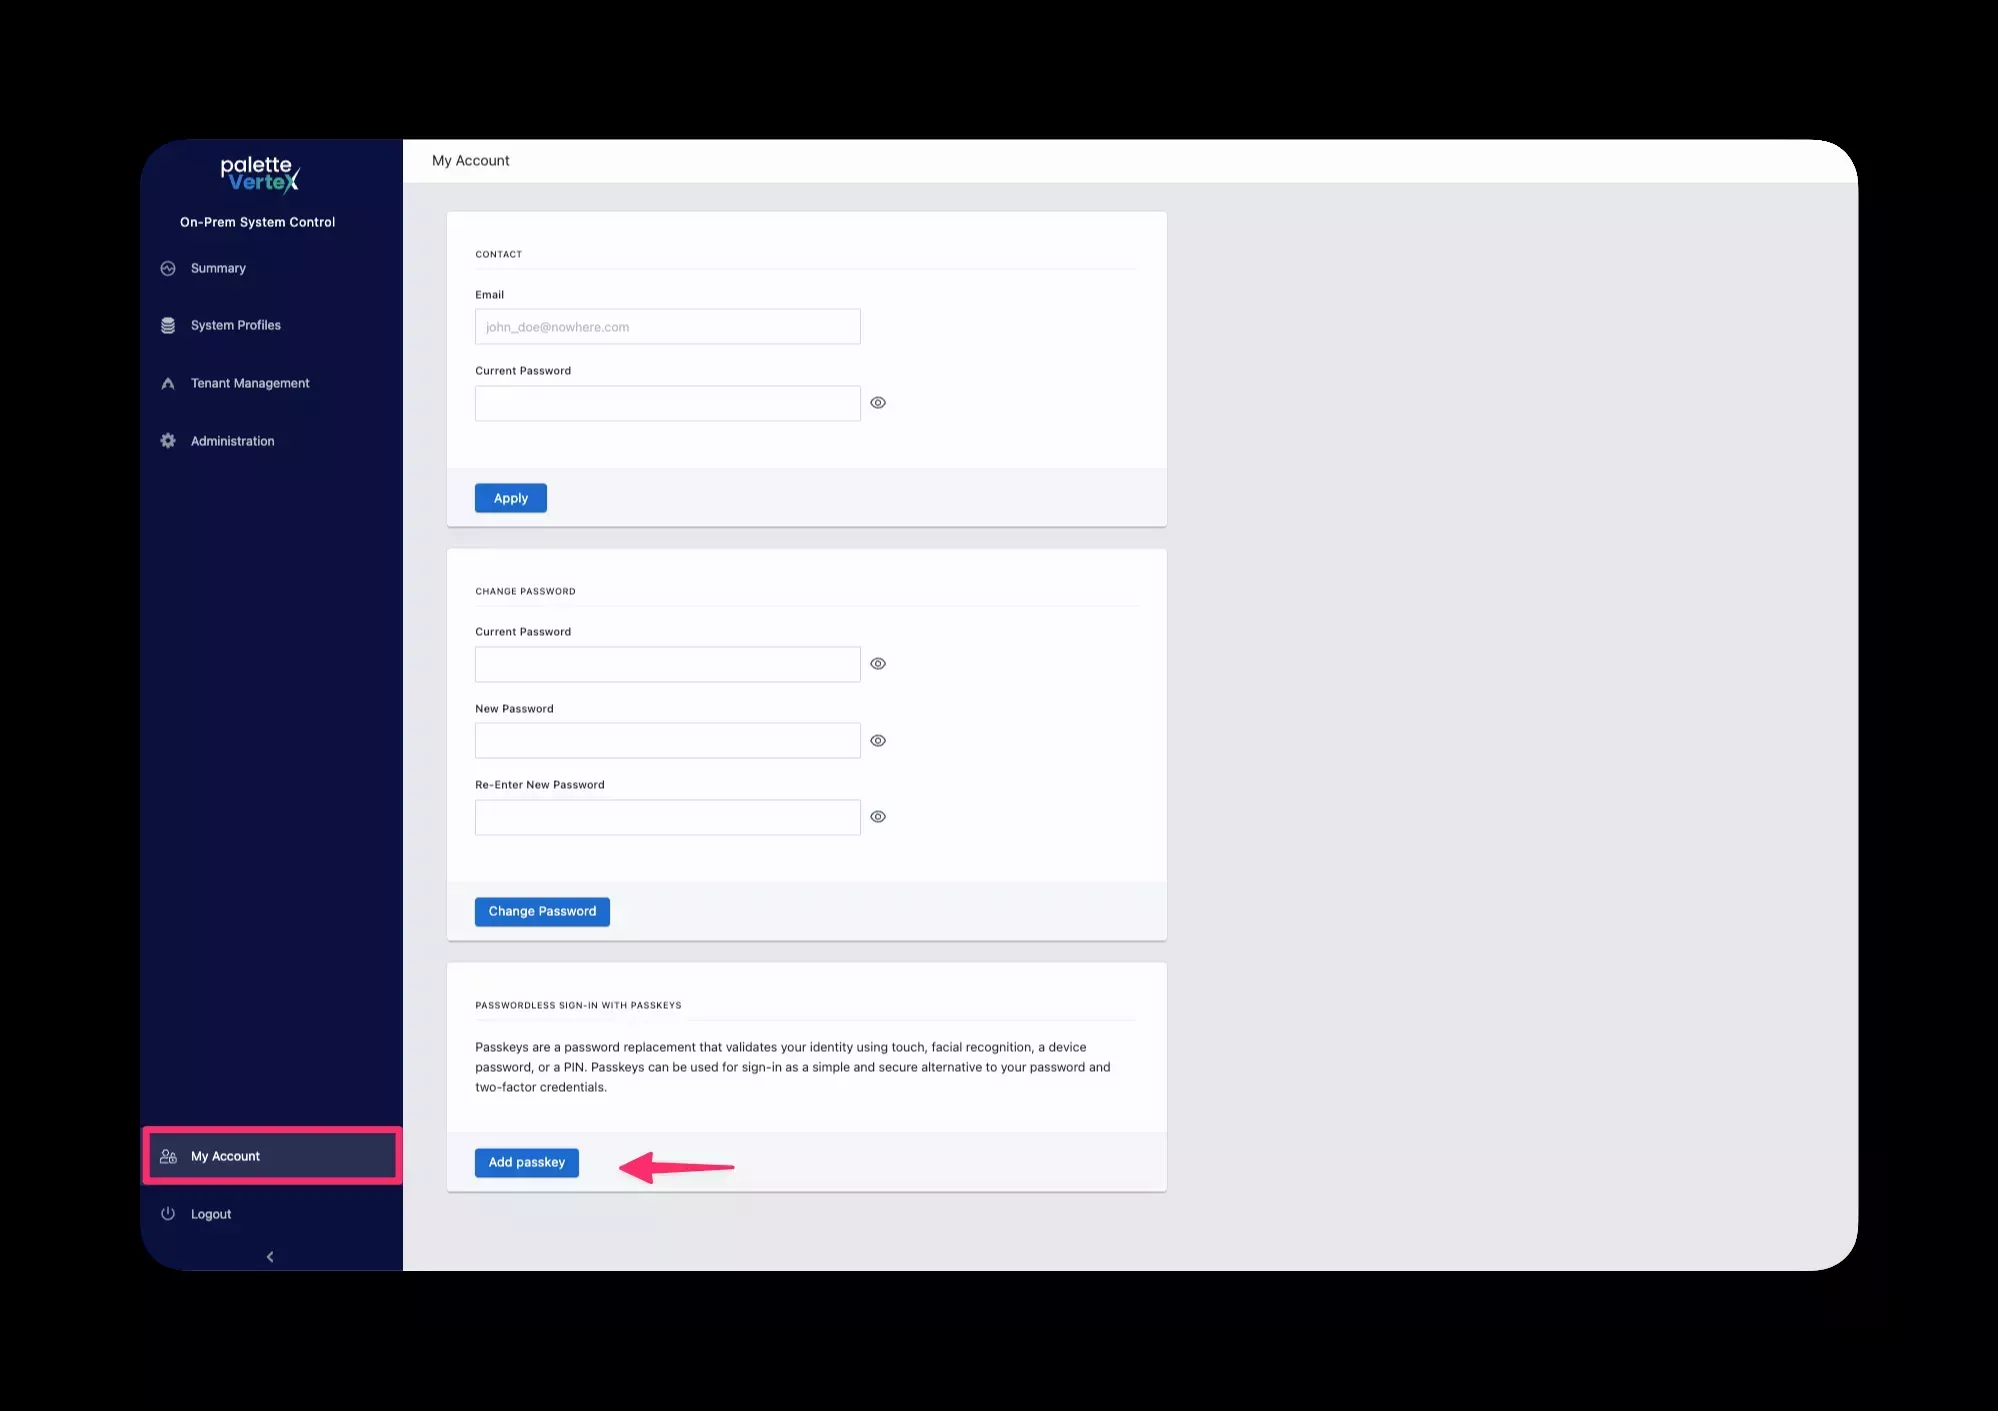 palette
VerteX
On-Prem System Control
Summary
System Profiles
Tenant Management
Administration
My Account
Logout
My Account
CONTACT
Email
john_doe@nowhere.com
Current Password
Apply
CHANGE PASSWORD
Current Password
New Password
Re-Enter New Password
Change Password
PASSWORDLESS SIGN-IN WITH PASSKEYS
Passkeys are a password replacement that validates your identity using touch, facial recognition, a device
password, or a PIN. Passkeys can be used for sign-in as a simple and secure alternative to your password and
two-factor credentials.
Add passkey